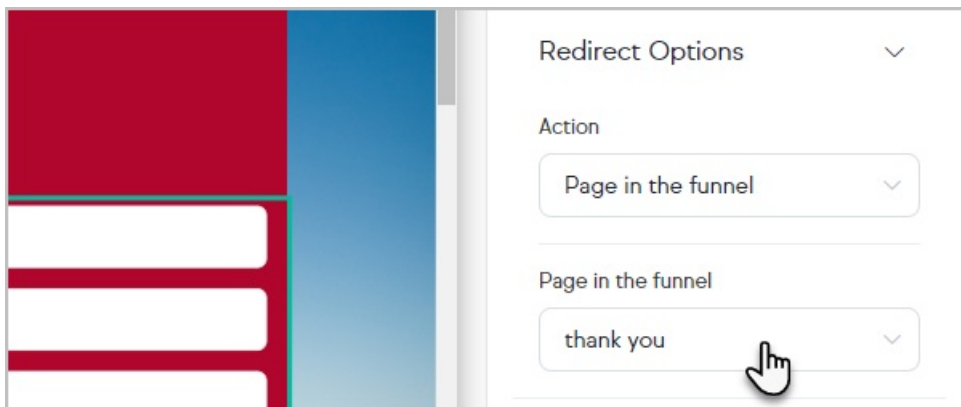 Redirect Options
Action
Page in the funnel
Page in the funnel
thank you